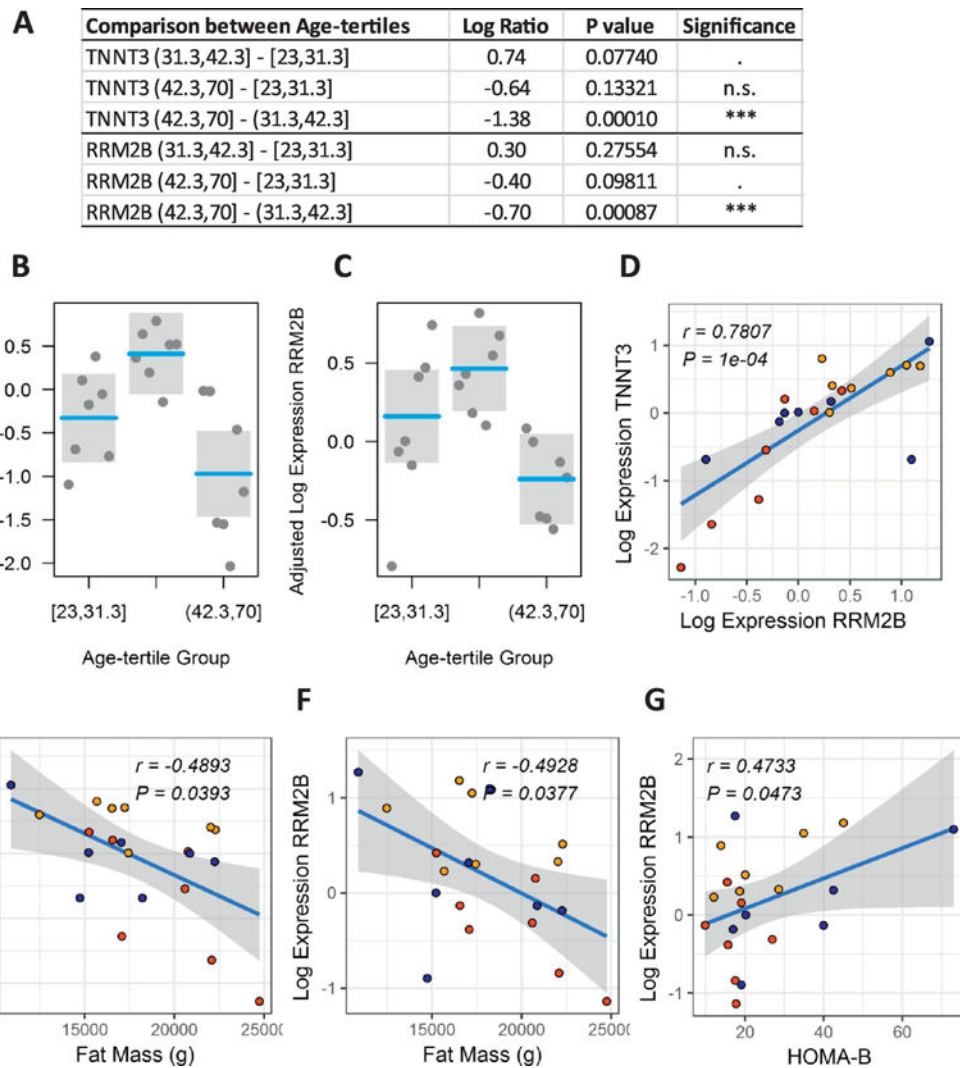 A
Comparison between Age-tertiles Log Ratio P value Significance
TNNT3 (31.3,42.3] - [23,31.3] 0.74 0.07740 .
TNNT3 (42.3,70] - [23,31.3] -0.64 0.13321 n.s.
TNNT3 (42.3,70] - (31.3,42.3] -1.38 0.00010 ***
RRM2B (31.3,42.3] - [23,31.3] 0.30 0.27554 n.s.
RRM2B (42.3,70] - [23,31.3] -0.40 0.09811 .
RRM2B (42.3,70] - (31.3,42.3] -0.70 0.00087 ***
B
0.5
0.0
-0.5
-1.0
-1.5
-2.0
[23,31.3] (42.3,70]
Age-tertile Group
C
Adjusted Log Expression RRM2B
0.5
0.0
-0.5
[23,31.3] (42.3,70]
Age-tertile Group
D
Log Expression TNNT3
r = 0.7807
P = 1e-04
1
0
-1
-2
-1.0 -0.5 0.0 0.5 1.0
Log Expression RRM2B
r = -0.4893
P = 0.0393
15000 20000 2500
Fat Mass (g)
F
Log Expression RRM2B
r = -0.4928
P = 0.0377
1
0
-1
15000 20000 2500
Fat Mass (g)
G
Log Expression RRM2B
r = 0.4733
P = 0.0473
2
1
0
-1
20 40 60
HOMA-B